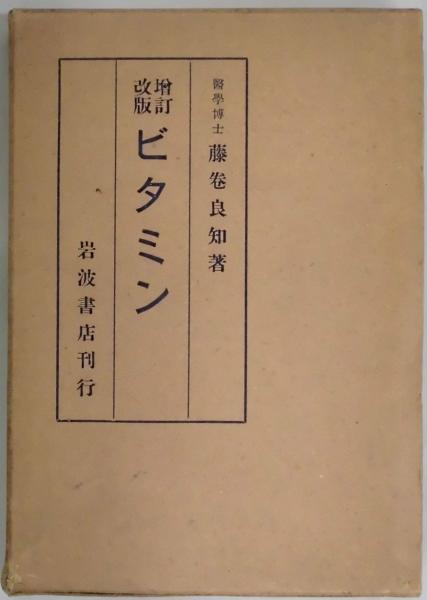 醫學博士 藤卷良知著
增訂
改版
ビタミン
岩波書店刊行